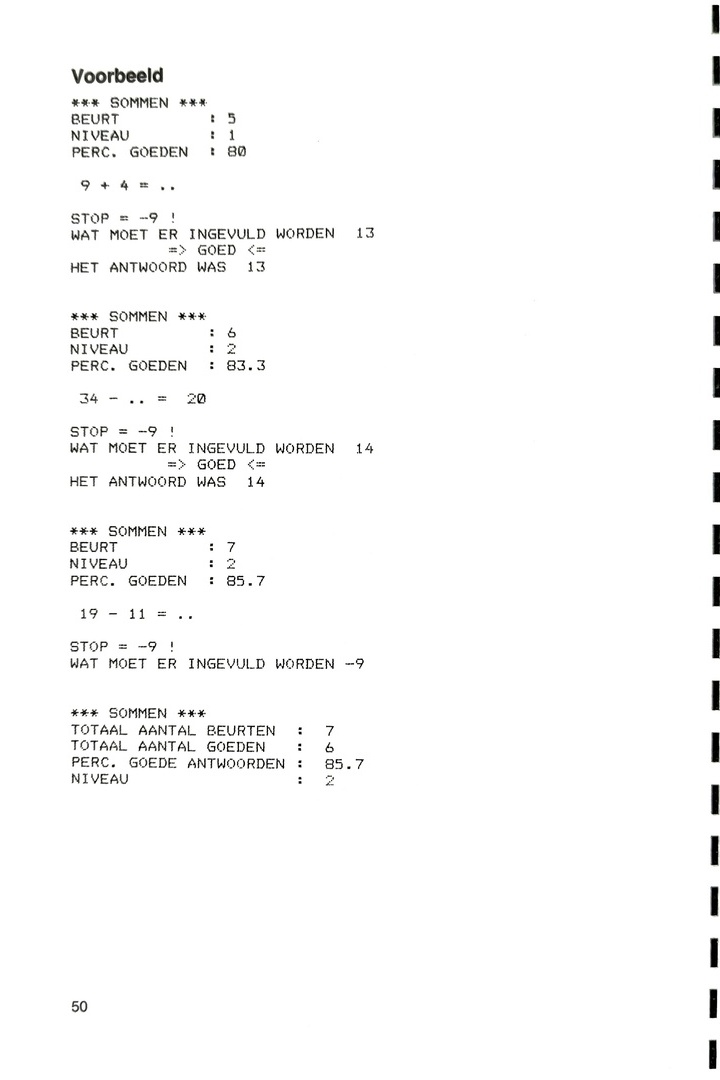 Voorbeeld
*** SOMMEN ***
BEURT : 5
NIVEAU : 1
PERC. GOEDEN : 80
9 + 4 = ..
STOP = -9 !
WAT MOET ER INGEVULD WORDEN 13
=> GOED <=
HET ANTWOORD WAS 13
*** SOMMEN ***
BEURT : 6
NIVEAU : 2
PERC. GOEDEN : 83.3
34 - .. = 20
STOP = -9 !
WAT MOET ER INGEVULD WORDEN 14
=> GOED <=
HET ANTWOORD WAS 14
*** SOMMEN ***
BEURT : 7
NIVEAU : 2
PERC. GOEDEN : 85.7
19 - 11 = ..
STOP = -9 !
WAT MOET ER INGEVULD WORDEN -9
*** SOMMEN ***
TOTAAL AANTAL BEURTEN : 7
TOTAAL AANTAL GOEDEN : 6
PERC. GOEDE ANTWOORDEN : 85.7
NIVEAU : 2
50